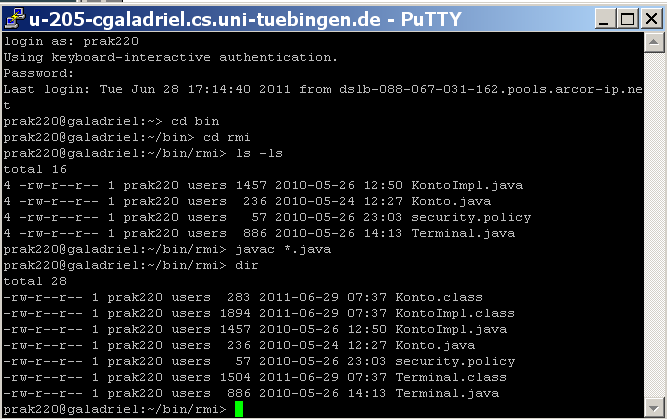 u-205-cgaladriel.cs.uni-tuebingen.de - PuTTY
login as: prak220
Using keyboard-interactive authentication.
Password:
Last login: Tue Jun 28 17:14:40 2011 from dslb-088-067-031-162.pools.arcor-ip.ne
t
prak220@galadriel:~> cd bin
prak220@galadriel:~/bin> cd rmi
prak220@galadriel:~/bin/rmi> ls -ls
total 16
4 -rw-r--r-- 1 prak220 users 1457 2010-05-26 12:50 KontoImpl.java
4 -rw-r--r-- 1 prak220 users  236 2010-05-24 12:27 Konto.java
4 -rw-r--r-- 1 prak220 users   57 2010-05-26 23:03 security.policy
4 -rw-r--r-- 1 prak220 users  886 2010-05-26 14:13 Terminal.java
prak220@galadriel:~/bin/rmi> javac *.java
prak220@galadriel:~/bin/rmi> dir
total 28
-rw-r--r-- 1 prak220 users  283 2011-06-29 07:37 Konto.class
-rw-r--r-- 1 prak220 users 1894 2011-06-29 07:37 KontoImpl.class
-rw-r--r-- 1 prak220 users 1457 2010-05-26 12:50 KontoImpl.java
-rw-r--r-- 1 prak220 users  236 2010-05-24 12:27 Konto.java
-rw-r--r-- 1 prak220 users   57 2010-05-26 23:03 security.policy
-rw-r--r-- 1 prak220 users 1504 2011-06-29 07:37 Terminal.class
-rw-r--r-- 1 prak220 users  886 2010-05-26 14:13 Terminal.java
prak220@galadriel:~/bin/rmi>